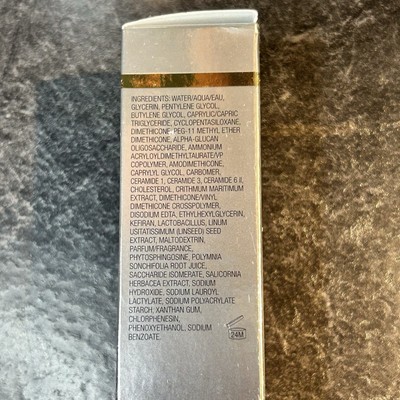 INGREDIENTS: WATER/AQUA/EAU,
GLYCERIN, PENTYLENE GLYCOL,
BUTYLENE GLYCOL, CAPRYLIC/CAPRIC
TRIGLYCERIDE, CYCLOPENTASILOXANE,
DIMETHICONE, PEG-11 METHYL ETHER
DIMETHICONE, ALPHA-GLUCAN
OLIGOSACCHARIDE, AMMONIUM
ACRYLOYLDIMETHYLTAURATE/VP
COPOLYMER, AMODIMETHICONE,
CAPRYLYL GLYCOL, CARBOMER,
CERAMIDE 1, CERAMIDE 3, CERAMIDE 6 II,
CHOLESTEROL, CRITHMUM MARITIMUM
EXTRACT, DIMETHICONE/VINYL
DIMETHICONE CROSSPOLYMER,
DISODIUM EDTA, ETHYLHEXYLGLYCERIN,
KEFIRAN, LACTOBACILLUS, LINUM
USITATISSIMUM (LINSEED) SEED
EXTRACT, MALTODEXTRIN,
PARFUM/FRAGRANCE,
PHYTOSPHINGOSINE, POLYMNIA
SONCHIFOLIA ROOT JUICE,
SACCHARIDE ISOMERATE, SALICORNIA
HERBACEA EXTRACT, SODIUM
HYDROXIDE, SODIUM LAUROYL
LACTYLATE, SODIUM POLYACRYLATE
STARCH, XANTHAN GUM,
CHLORPHENESIN,
PHENOXYETHANOL, SODIUM
BENZOATE.
24M